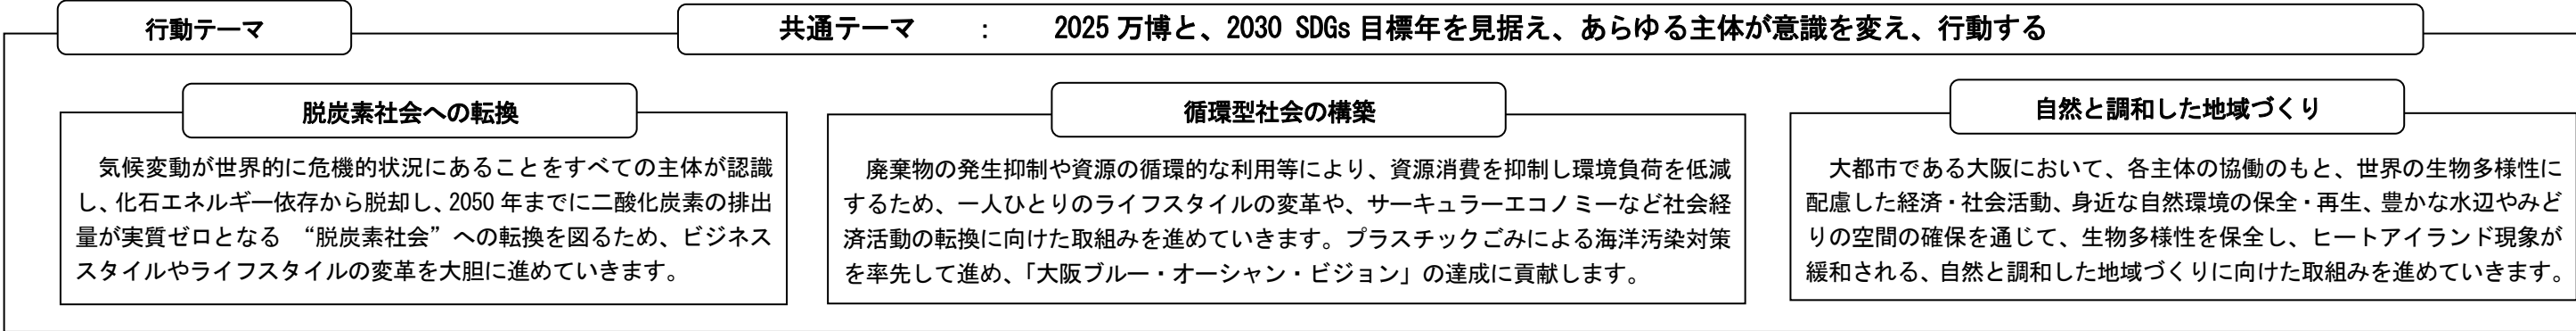 行動テーマ
共通テーマ : 2025 万博と、2030 SDGs 目標年を見据え、あらゆる主体が意識を変え、行動する
脱炭素社会への転換
気候変動が世界的に危機的状況にあることをすべての主体が認識
し、化石エネルギー依存から脱却し、2050 年までに二酸化炭素の排出
量が実質ゼロとなる “脱炭素社会” への転換を図るため、ビジネス
スタイルやライフスタイルの変革を大胆に進めていきます。
循環型社会の構築
廃棄物の発生抑制や資源の循環的な利用等により、資源消費を抑制し環境負荷を低減
するため、一人ひとりのライフスタイルの変革や、サーキュラーエコノミーなど社会経
済活動の転換に向けた取組みを進めていきます。プラスチックごみによる海洋汚染対策
を率先して進め、「大阪ブルー・オーシャン・ビジョン」の達成に貢献します。
自然と調和した地域づくり
大都市である大阪において、各主体の協働のもと、世界の生物多様性に
配慮した経済・社会活動、身近な自然環境の保全・再生、豊かな水辺やみど
りの空間の確保を通じて、生物多様性を保全し、ヒートアイランド現象が
緩和される、自然と調和した地域づくりに向けた取組みを進めていきます。